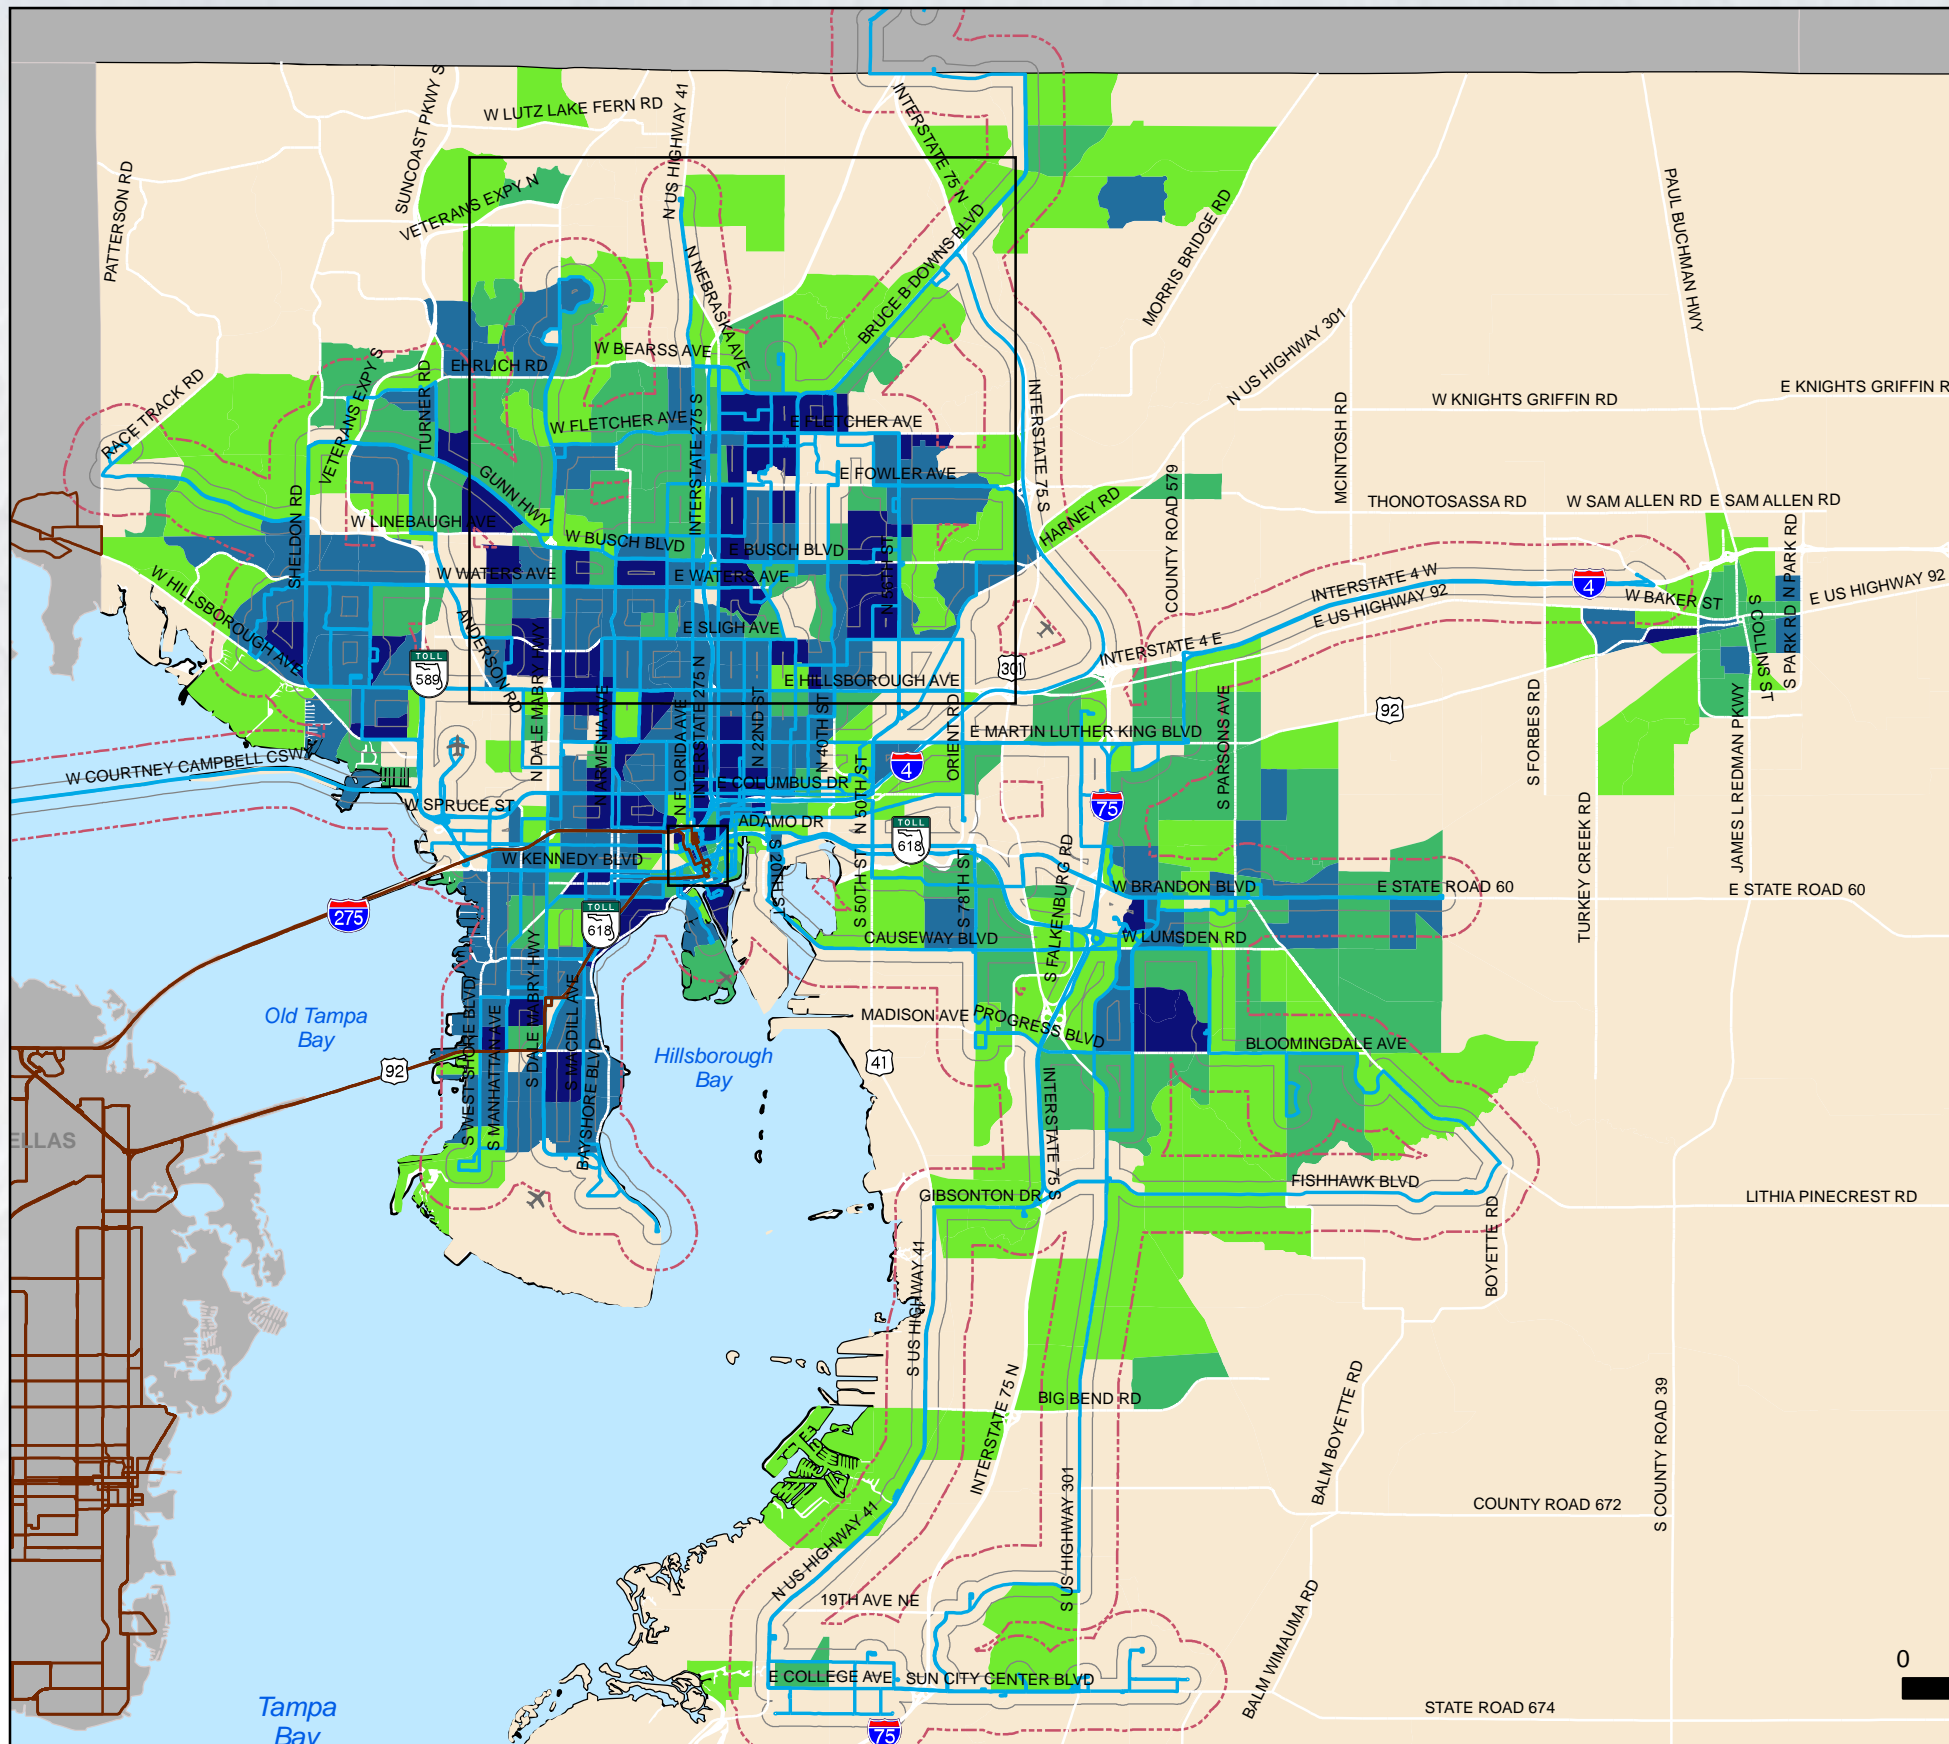 W LUTZ LAKE FERN RD
SUNCOAST PKWY S
N US HIGHWAY 41
INTERSTATE 75 N
PATTERSON RD
VETERANS EXPY N
PAUL BUCHMAN HWY
MORRIS BRIDGE RD
N NEBRASKA AVE
BRUCE B DOWNS BLVD
N US HIGHWAY 301
W BEARSS AVE
EHRLICH RD
VETERANS EXPY S
TURNER RD
RACE TRACK RD
INTERSTATE 75 S
E KNIGHTS GRIFFIN R
W KNIGHTS GRIFFIN RD
MCINTOSH RD
W FLETCHER AVE
INTERSTATE 275 S
E FLETCHER AVE
E FOWLER AVE
GUNN HWY
SHELDON RD
COUNTY ROAD 579
HARNEY RD
THONOTOSASSA RD
W SAM ALLEN RD
E SAM ALLEN RD
W LINEBAUGH AVE
W BUSCH BLVD
E BUSCH BLVD
N 56TH ST
N PARK RD
W WATERS AVE
E WATERS AVE
W HILLSBOROUGH AVE
INTERSTATE 4 W
4
E US HIGHWAY 92
E US HIGHWAY 92
W BAKER ST
S COLLINS ST
S PARK RD
E SLIGH AVE
ANDERSON RD
N DALE MABRY HWY
INTERSTATE 4 E
TOLL
589
301
E HILLSBOROUGH AVE
N ARMENIA AVE
N FLORIDA AVE
INTERSTATE 275 N
N 22ND ST
N 40TH ST
ORIENT RD
S PARSONS AVE
92
S FORBES RD
JAMES L REDMAN PKWY
E MARTIN LUTHER KING BLVD
W COURTNEY CAMPBELL CSWY
4
E COLUMBUS DR
N 50TH ST
W SPRUCE ST
75
ADAMO DR
TOLL
618
W KENNEDY BLVD
S 20TH ST
S 50TH ST
S 78TH ST
S FALKENBURG RD
W BRANDON BLVD
E STATE ROAD 60
E STATE ROAD 60
TURKEY CREEK RD
275
TOLL
618
CAUSEWAY BLVD
W LUMSDEN RD
S WEST SHORE BLVD
S MANHATTAN AVE
S DALE MABRY HWY
S MACDILL AVE
BAYSHORE BLVD
Old Tampa
Bay
Hillsborough
Bay
MADISON AVE
PROGRESS BLVD
BLOOMINGDALE AVE
92
41
INTERSTATE 75 S
ELLAS
GIBSONTON DR
FISHHAWK BLVD
LITHIA PINECREST RD
BOYETTE RD
S US HIGHWAY 41
INTERSTATE 75 N
BIG BEND RD
BALM BOYETTE RD
S COUNTY ROAD 39
S US HIGHWAY 301
COUNTY ROAD 672
N US HIGHWAY 41
19TH AVE NE
BALM WIMAUMA RD
0
E COLLEGE AVE
SUN CITY CENTER BLVD
Tampa
Bay
STATE ROAD 674
75